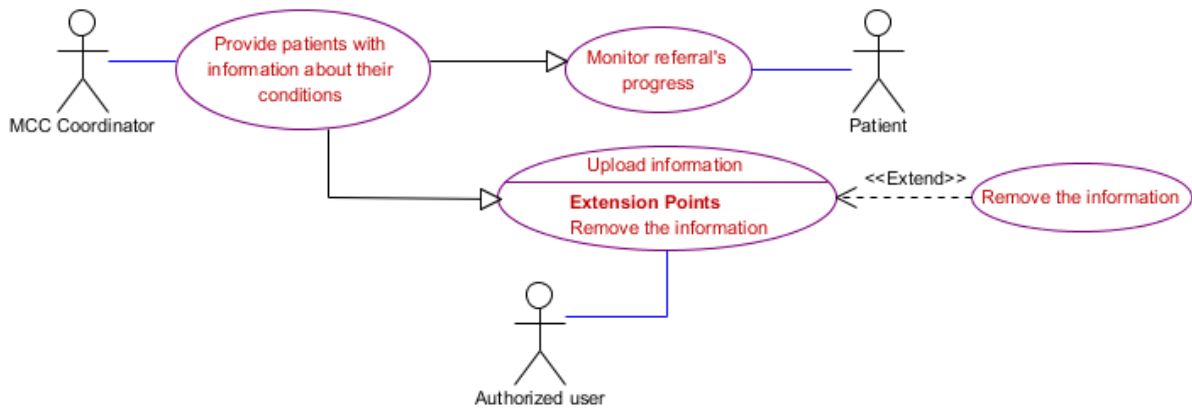 Provide patients with
information about their
conditions
Monitor referral's
progress
MCC Coordinator
Patient
Upload information
Extension Points
Remove the information
<<Extend>>
Remove the information
Authorized user